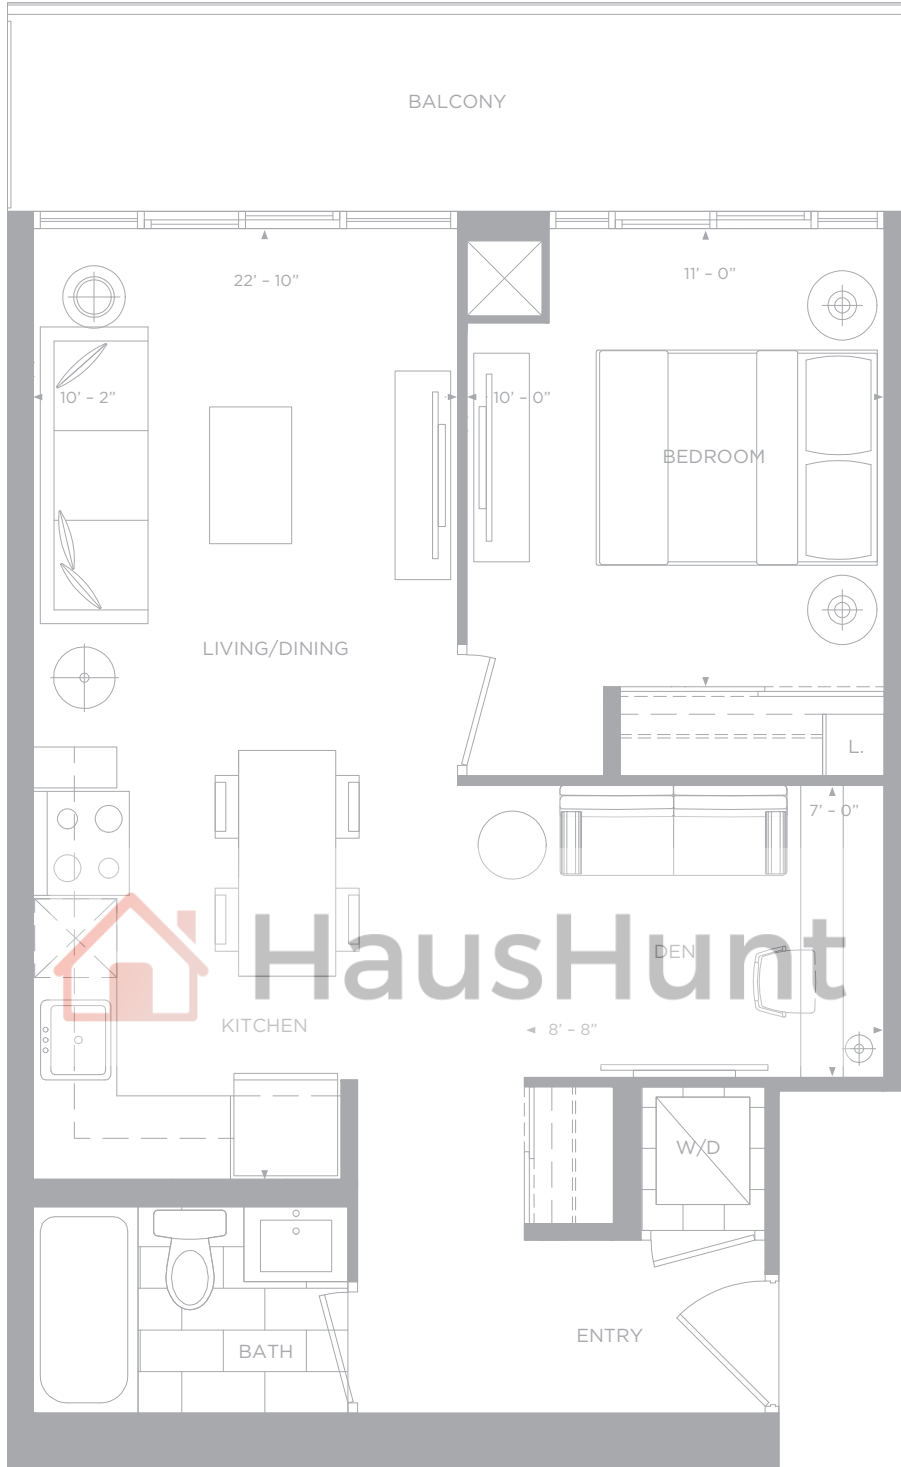 BALCONY
22' – 10"
11' – 0"
10' – 2"
10' – 0"
BEDROOM
LIVING/DINING
L.
7' – 0"
HausHunt
DEN
KITCHEN
8' – 8"
W/D
ENTRY
BATH